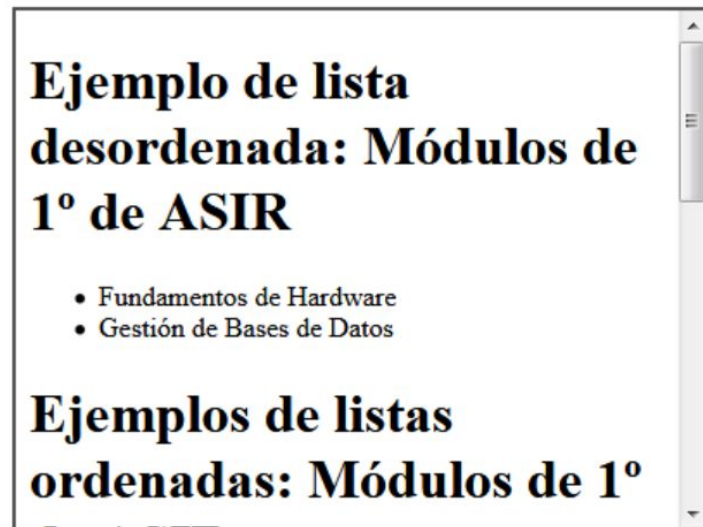 Ejemplo de lista
desordenada: Módulos de
1º de ASIR
Fundamentos de Hardware
Gestión de Bases de Datos
Ejemplos de listas
ordenadas: Módulos de 1º